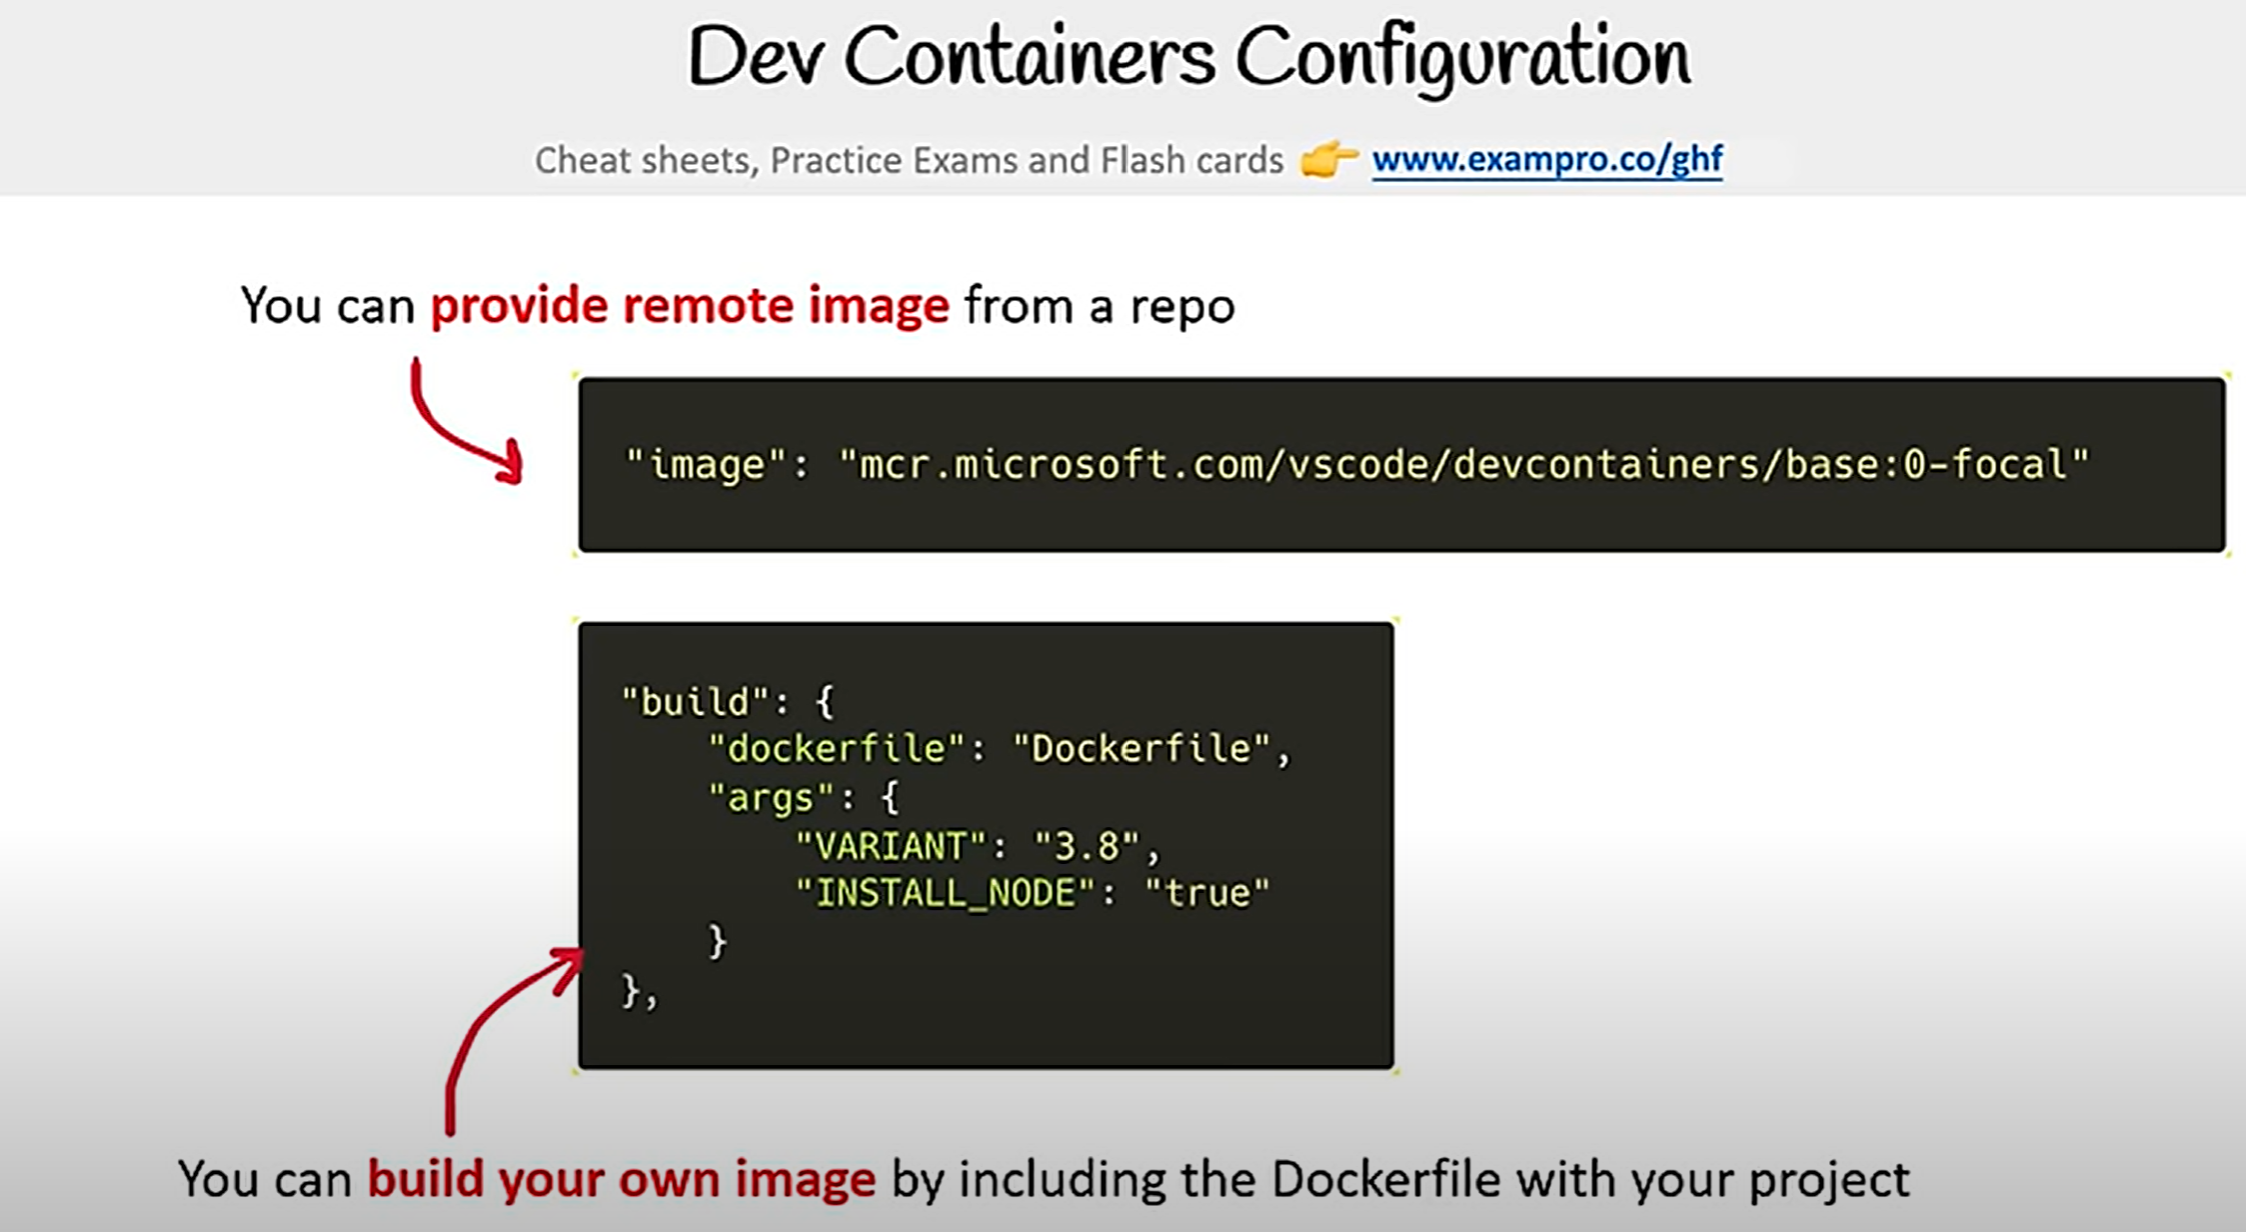 Dev Containers Configuration
Cheat sheets, Practice Exams and Flash cards 👉 www.exampro.co/ghf
You can provide remote image from a repo
"image": "mcr.microsoft.com/vscode/devcontainers/base:0-focal"
"build": {
"dockerfile": "Dockerfile",
"args": {
"VARIANT": "3.8",
"INSTALL_NODE": "true"
}
},
You can build your own image by including the Dockerfile with your project